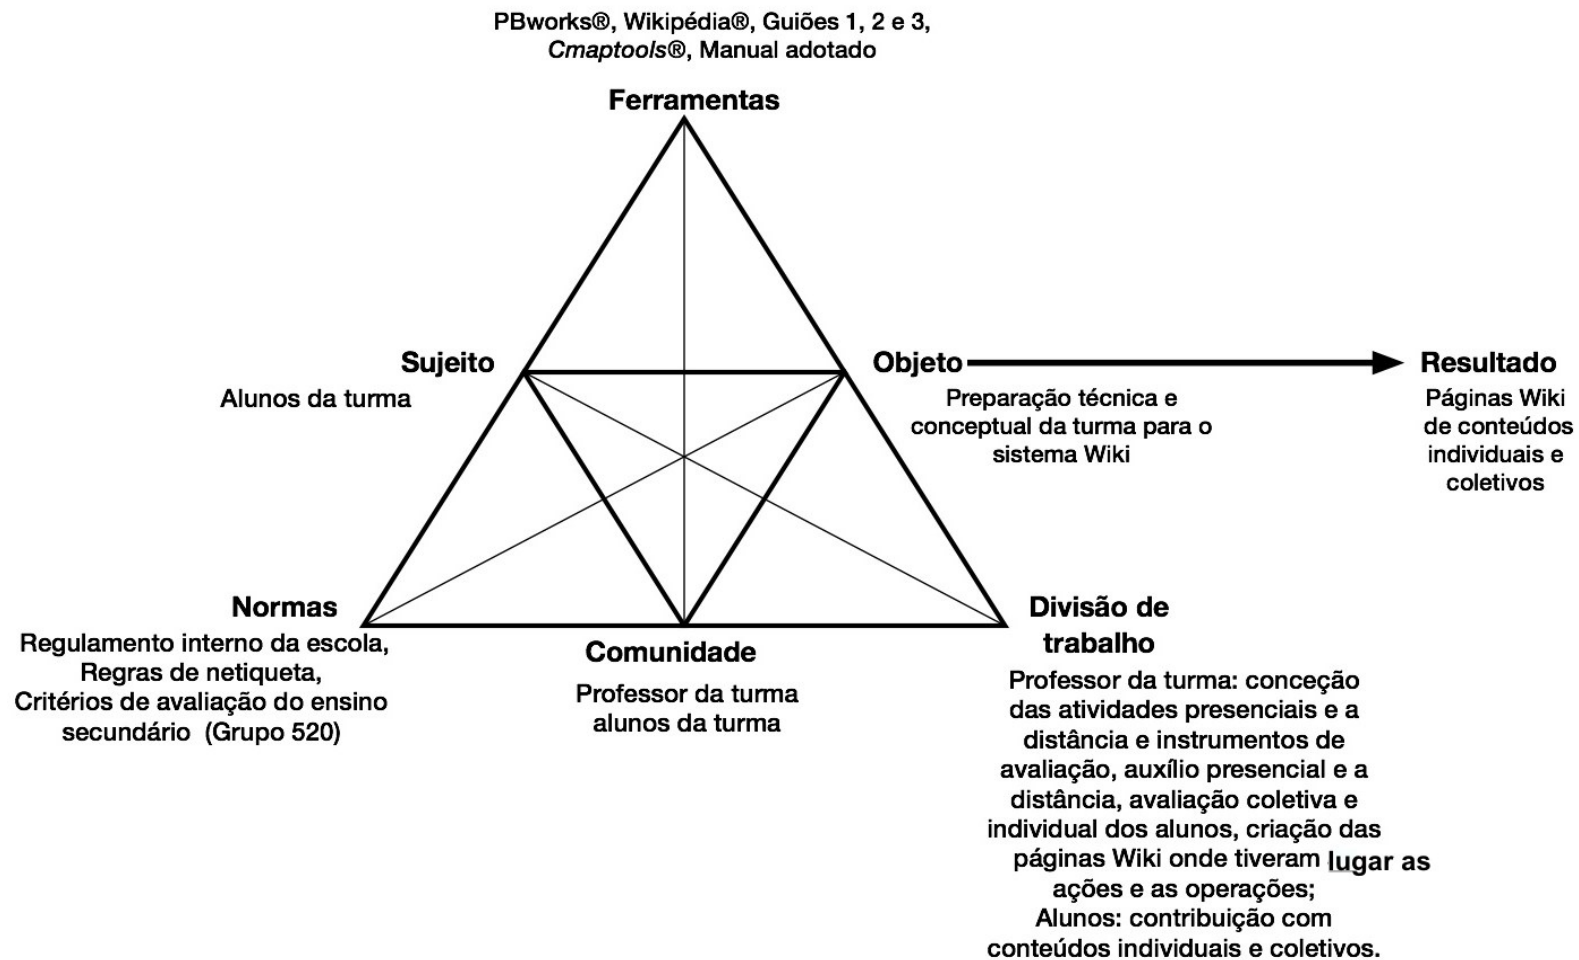 PBworks®, Wikipédia®, Guiões 1, 2 e 3,
Cmaptools®, Manual adotado
Ferramentas
Sujeito
Alunos da turma
Objeto
Preparação técnica e
conceptual da turma para o
sistema Wiki
Resultado
Páginas Wiki
de conteúdos
individuais e
coletivos
Normas
Regulamento interno da escola,
Regras de netiqueta,
Critérios de avaliação do ensino
secundário (Grupo 520)
Comunidade
Professor da turma
alunos da turma
Divisão de
trabalho
Professor da turma: conceção
das atividades presenciais e a
distância e instrumentos de
avaliação, auxílio presencial e a
distância, avaliação coletiva e
individual dos alunos, criação das
páginas Wiki onde tiveram lugar as
ações e as operações;
Alunos: contribuição com
conteúdos individuais e coletivos.